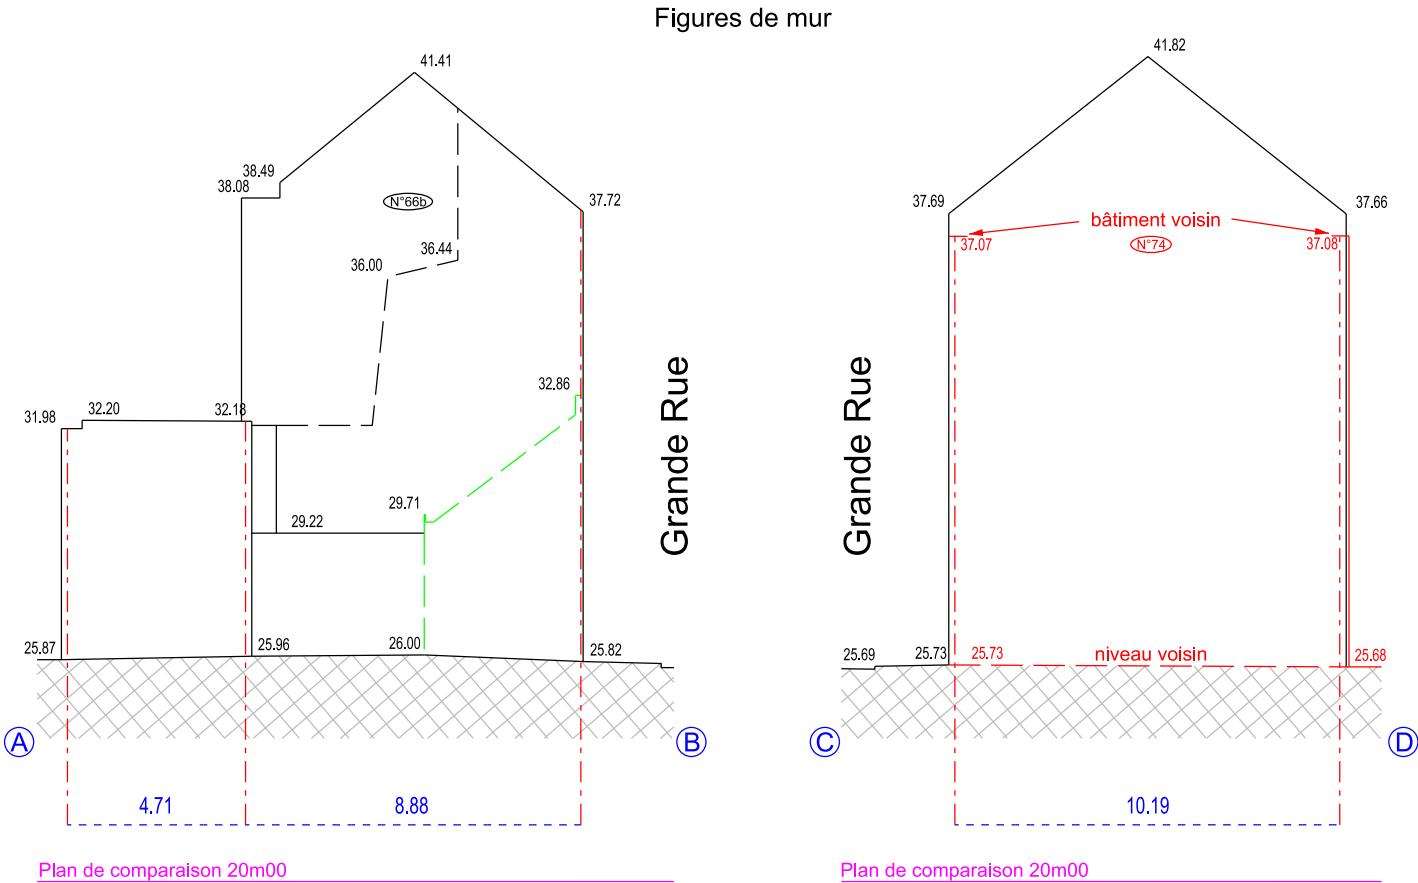 Figures de mur
41.41
38.49
38.08
N°66b
37.72
36.44
36.00
32.86
31.98
32.20
32.18
29.71
29.22
25.87
25.96
26.00
25.82
A
B
4.71
8.88
Plan de comparaison 20m00
Grande Rue
Grande Rue
41.82
37.69
37.66
bâtiment voisin
37.07
N°74
37.08
25.69
25.73
25.73
niveau voisin
25.68
C
D
10.19
Plan de comparaison 20m00